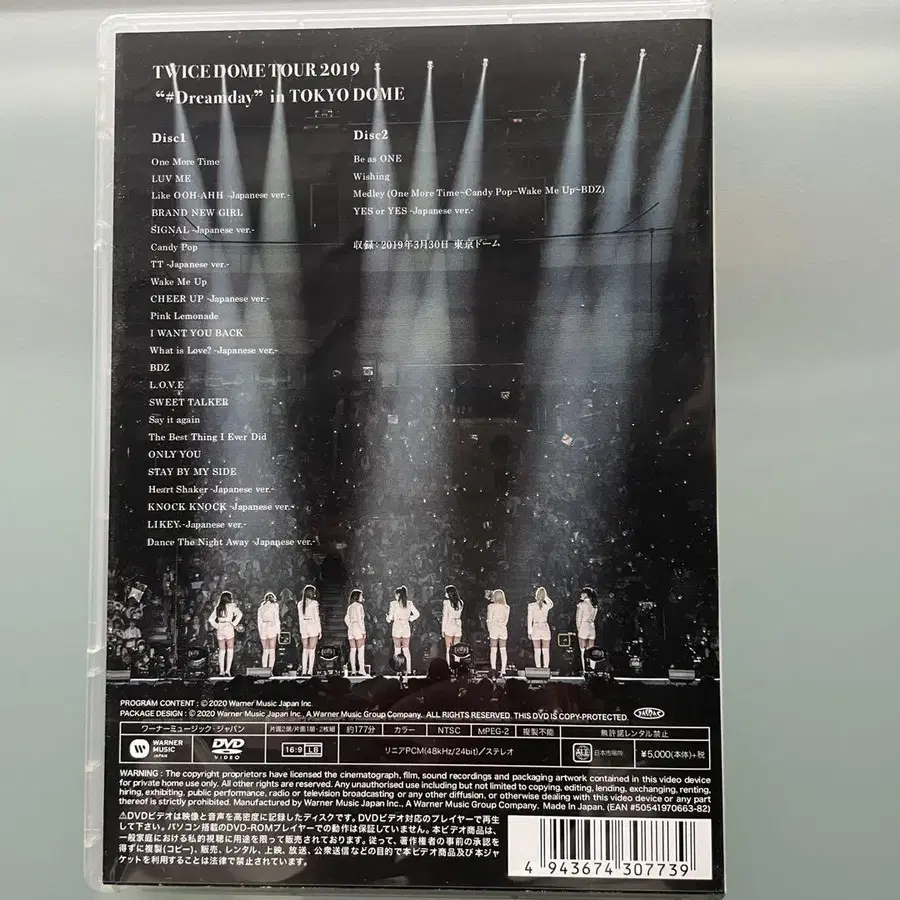 TWICE DOME TOUR 2019
“#Dreamday” in TOKYO DOME
Disc1
One More Time
LUV ME
Like OOH-AHH -Japanese ver.-
BRAND NEW GIRL
SIGNAL -Japanese ver.-
Candy Pop
TT -Japanese ver.-
Wake Me Up
CHEER UP -Japanese ver.-
Pink Lemonade
I WANT YOU BACK
What is Love? -Japanese ver.-
BDZ
L.O.V.E
SWEET TALKER
Say it again
The Best Thing I Ever Did
ONLY YOU
STAY BY MY SIDE
Heart Shaker -Japanese ver.-
KNOCK KNOCK -Japanese ver.-
LIKEY -Japanese ver.-
Dance The Night Away -Japanese ver.-
Disc2
Be as ONE
Wishing
Medley (One More Time~Candy Pop~Wake Me Up~BDZ)
YES or YES -Japanese ver.-
収録：2019年3月30日 東京ドーム
PROGRAM CONTENT : ℗2020 Warner Music Japan Inc.
PACKAGE DESIGN : ©2020 Warner Music Japan Inc., A Warner Music Group Company. ALL RIGHTS RESERVED. THIS DVD IS COPY-PROTECTED.
ワーナーミュージック・ジャパン 片面2層/片面1層・2枚組 約177分 カラー NTSC MPEG-2 複製不能 無許諾レンタル禁止
WARNER MUSIC JAPAN DVD VIDEO 16:9 LB リニアPCM(48kHz/24bit)/ステレオ ALL 日本市場向 ¥5,000(本体)+税
WARNING : The copyright proprietors have licensed the cinematograph, film, sound recordings and packaging artwork contained in this video device
for private home use only. All other rights are reserved. Any unauthorised use including but not limited to copying, editing, lending, exchanging, renting,
hiring, exhibiting, public performance, radio or television broadcasting or any other diffusion, or otherwise dealing with this video device or any part
thereof is strictly prohibited. Manufactured by Warner Music Japan Inc., A Warner Music Group Company. Made In Japan. (EAN #50541970663-82)
⚠DVDビデオは映像と音声を高密度に記録したディスクです。DVDビデオ対応のプレイヤーで再生
して下さい。パソコン搭載のDVD-ROMプレイヤーでの動作は保証していません。本ビデオ商品は、
一般家庭における私的視聴に用途を限って販売されております。従って、著作権者の事前の承認を
得ずに複製(コピー)、販売、レンタル、上映、放送、公衆送信などの目的で本ビデオ商品及び本ジャ
ケットを利用することは法律で禁止されています。
4 943674 307739